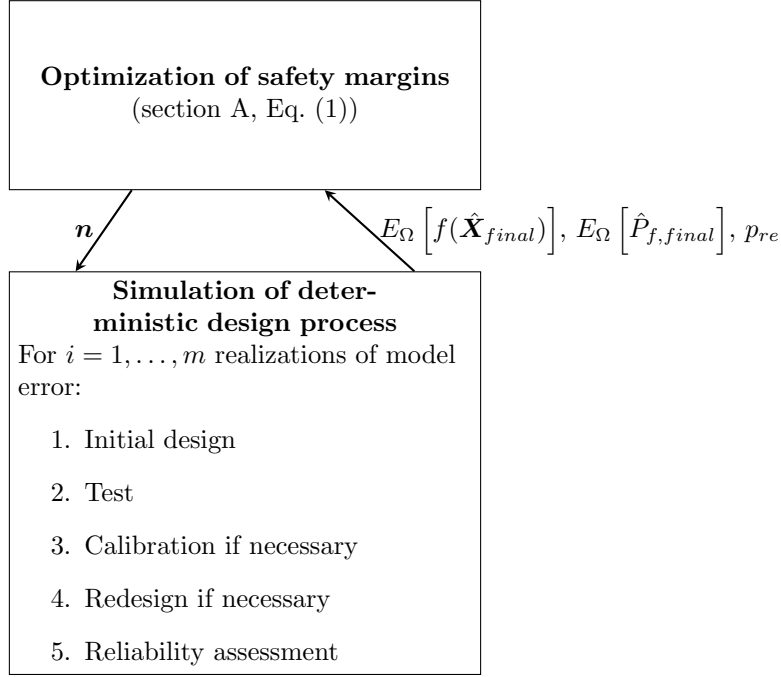 Optimization of safety margins
(section A, Eq. (1))
n
E_Ω [f(X̂_final)], E_Ω [P̂_f,final], p_re
Simulation of deter-
ministic design process
For i = 1, . . . , m realizations of model
error:
1. Initial design
2. Test
3. Calibration if necessary
4. Redesign if necessary
5. Reliability assessment